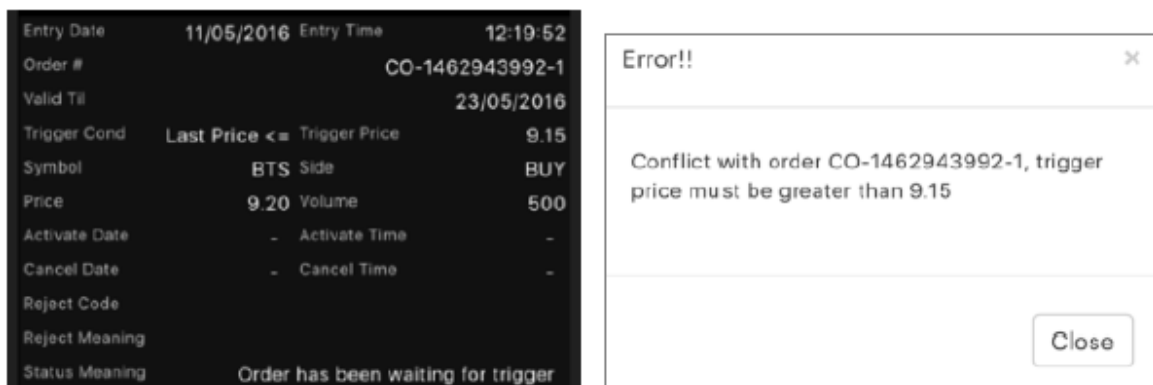 Entry Date 11/05/2016 Entry Time 12:19:52
Order # CO-1462943992-1
Valid Til 23/05/2016
Trigger Cond Last Price <= Trigger Price 9.15
Symbol BTS Side BUY
Price 9.20 Volume 500
Activate Date - Activate Time -
Cancel Date - Cancel Time -
Reject Code
Reject Meaning
Status Meaning Order has been waiting for trigger
Error!! ×
Conflict with order CO-1462943992-1, trigger
price must be greater than 9.15
Close